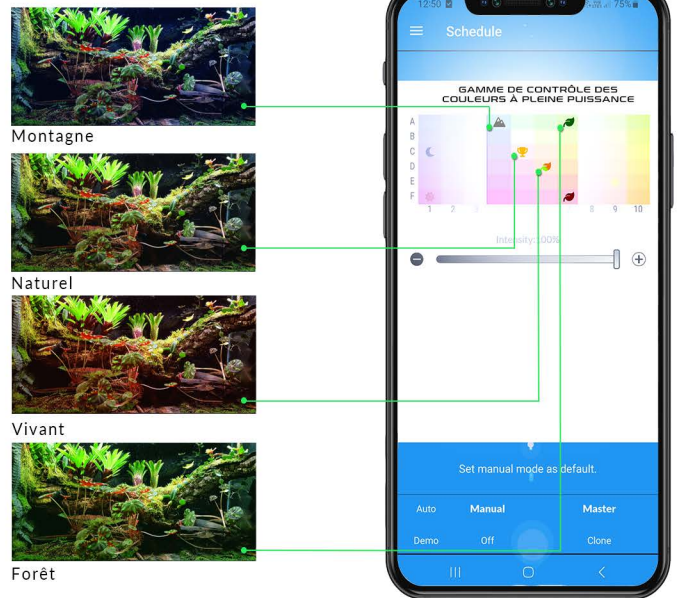 Montagne
Naturel
Vivant
Forêt
12:50
75%
Schedule
GAMME DE CONTRÔLE DES
COULEURS À PLEINE PUISSANCE
A
B
C
D
E
F
1 2 3 8 9 10
Intensity:100%
Set manual mode as default.
Auto Manual Master
Demo Off Clone